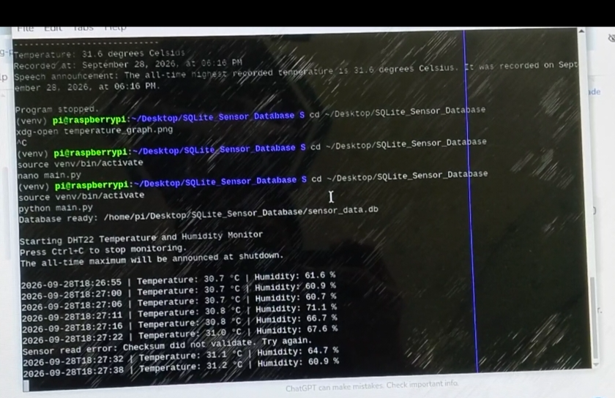 File Edit Tabs Help
------------------------------
Temperature: 31.6 degrees Celsius
Recorded at: September 28, 2026, at 06:16 PM
Speech announcement: The all-time highest recorded temperature is 31.6 degrees Celsius. It was recorded on Sept
ember 28, 2026, at 06:16 PM.
Program stopped.
(venv) pi@raspberrypi:~/Desktop/SQLite_Sensor_Database $ cd ~/Desktop/SQLite_Sensor_Database
xdg-open temperature_graph.png
^C
(venv) pi@raspberrypi:~/Desktop/SQLite_Sensor_Database $ cd ~/Desktop/SQLite_Sensor_Database
source venv/bin/activate
nano main.py
(venv) pi@raspberrypi:~/Desktop/SQLite_Sensor_Database $ cd ~/Desktop/SQLite_Sensor_Database
source venv/bin/activate
python main.py
Database ready: /home/pi/Desktop/SQLite_Sensor_Database/sensor_data.db
Starting DHT22 Temperature and Humidity Monitor
Press Ctrl-C to stop monitoring.
The all-time maximum will be announced at shutdown.
2026-09-28T18:26:55 | Temperature: 30.7 °C | Humidity: 61.6 %
2026-09-28T18:27:00 | Temperature: 30.7 °C | Humidity: 60.9 %
2026-09-28T18:27:06 | Temperature: 30.7 °C | Humidity: 60.7 %
2026-09-28T18:27:11 | Temperature: 30.8 °C | Humidity: 71.1 %
2026-09-28T18:27:16 | Temperature: 30.8 °C | Humidity: 66.7 %
2026-09-28T18:27:22 | Temperature: 31.0 °C | Humidity: 67.6 %
Sensor read error: Checksum did not validate. Try again.
2026-09-28T18:27:32 | Temperature: 31.1 °C | Humidity: 64.7 %
2026-09-28T18:27:38 | Temperature: 31.2 °C | Humidity: 60.9 %
ChatGPT can make mistakes. Check important info.